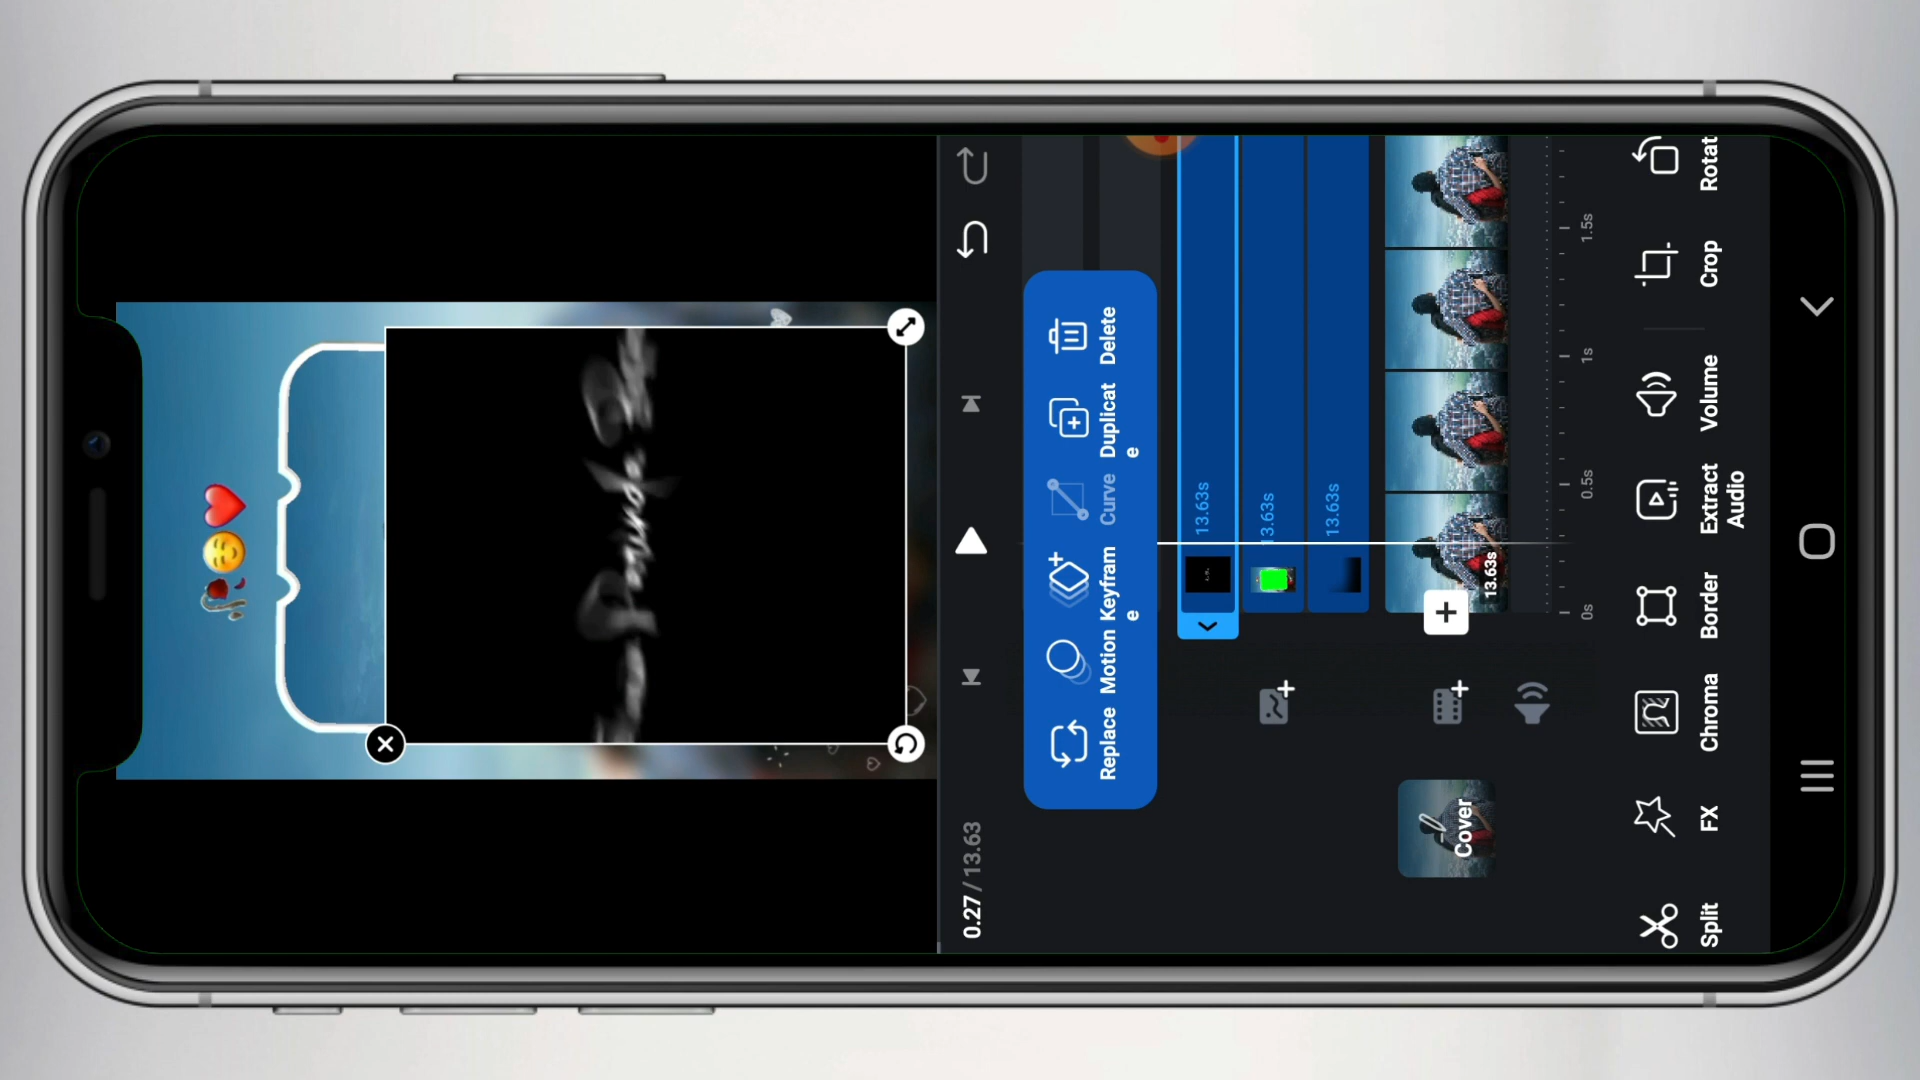 0.27 / 13.63
Replace
Motion
Keyfram
e
Curve
Duplicat
e
Delete
13.63s
13.63s
13.63s
Cover
13.63s
0s
0.5s
1s
1.5s
Split
FX
Chroma
Border
Extract
Audio
Volume
Crop
Rotat